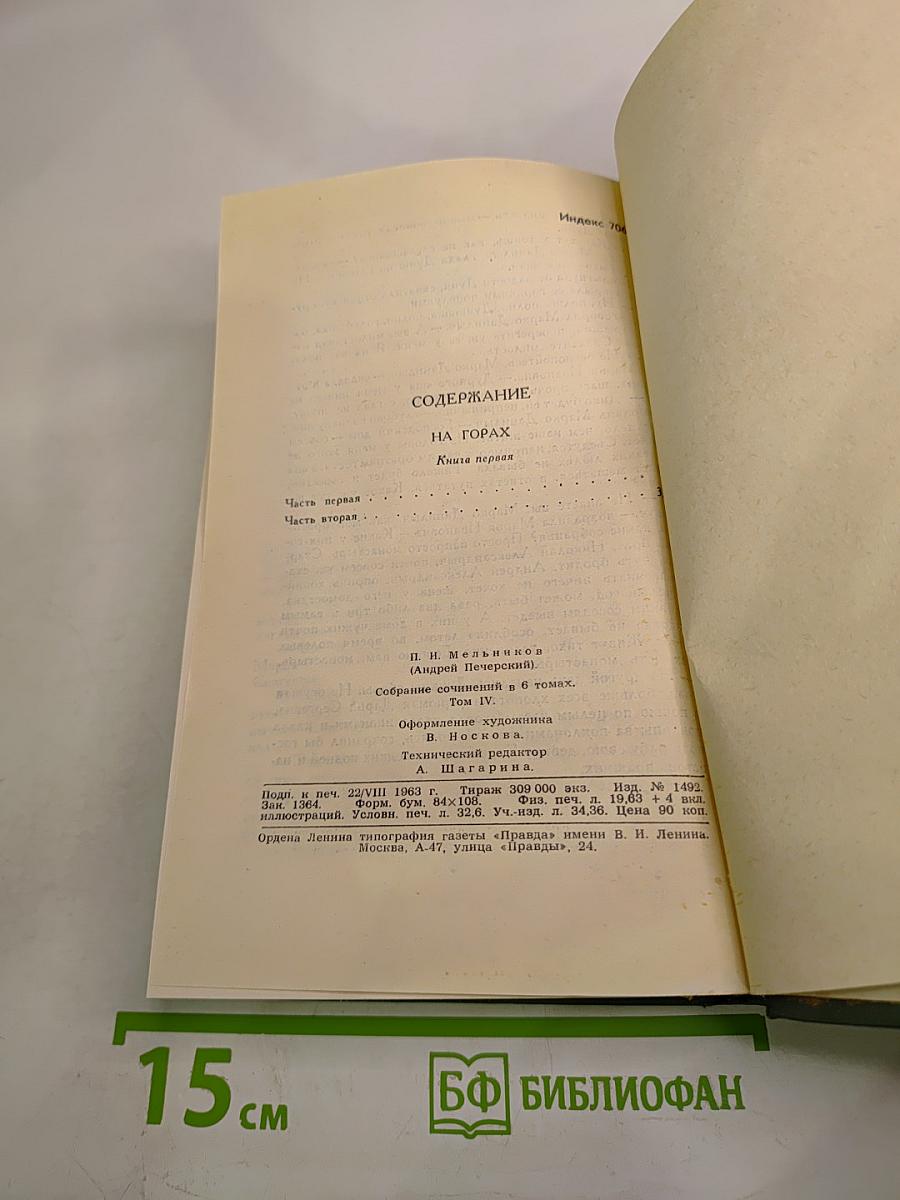 Индекс 706
СОДЕРЖАНИЕ
НА ГОРАХ
Книга первая
Часть первая . . . . . . . . . . . . . . . .
Часть вторая . . . . . . . . . . . . . . . . 3
П. И. Мельников
(Андрей Печерский).
Собрание сочинений в 6 томах.
Том IV.
Оформление художника
В. Носкова.
Технический редактор
А. Шагарина.
Подп. к печ. 22/VIII 1963 г. Тираж 309 000 экз. Изд. № 1492.
Зак. 1364. Форм. бум. 84×108. Физ. печ. л. 19,63 + 4 вкл.
иллюстраций. Условн. печ. л. 32,6. Уч.-изд. л. 34,36. Цена 90 коп.
Ордена Ленина типография газеты «Правда» имени В. И. Ленина.
Москва, А-47, улица «Правды», 24.
15 см
БФ БИБЛИОФАН